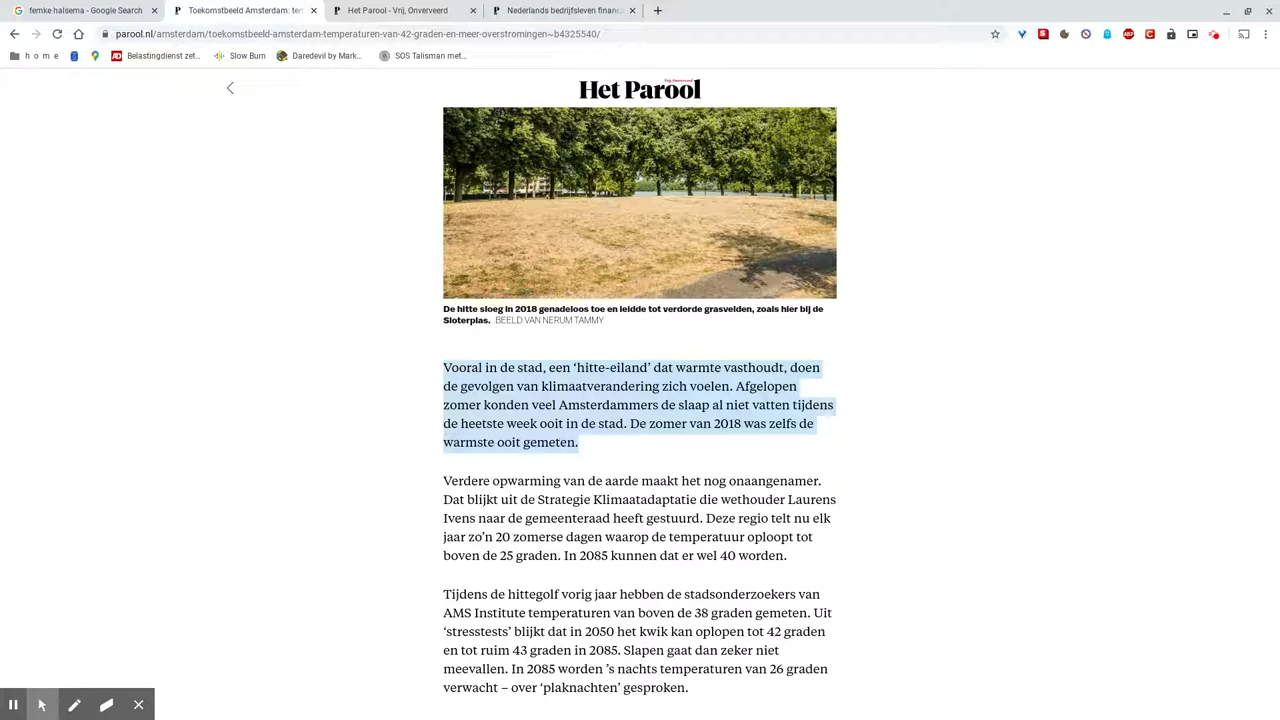 femke halsema - Google Search
Toekomstbeeld Amsterdam: ten
Het Parool - Vrij, Onverveerd
Nederlands bedrijfsleven financ
parool.nl/amsterdam/toekomstbeeld-amsterdam-temperaturen-van-42-graden-en-meer-overstromingen~b4325540/
h o m e
Belastingdienst zet...
Slow Burn
Daredevil by Mark...
SOS Talisman met...
Het Parool
De hitte sloeg in 2018 genadeloos toe en leidde tot verdorde grasvelden, zoals hier bij de
Sloterplas. BEELD VAN NERUM TAMMY
Vooral in de stad, een ‘hitte-eiland’ dat warmte vasthoudt, doen
de gevolgen van klimaatverandering zich voelen. Afgelopen
zomer konden veel Amsterdammers de slaap al niet vatten tijdens
de heetste week ooit in de stad. De zomer van 2018 was zelfs de
warmste ooit gemeten.
Verdere opwarming van de aarde maakt het nog onaangenamer.
Dat blijkt uit de Strategie Klimaatadaptatie die wethouder Laurens
Ivens naar de gemeenteraad heeft gestuurd. Deze regio telt nu elk
jaar zo’n 20 zomerse dagen waarop de temperatuur oploopt tot
boven de 25 graden. In 2085 kunnen dat er wel 40 worden.
Tijdens de hittegolf vorig jaar hebben de stadsonderzoekers van
AMS Institute temperaturen van boven de 38 graden gemeten. Uit
‘stresstests’ blijkt dat in 2050 het kwik kan oplopen tot 42 graden
en tot ruim 43 graden in 2085. Slapen gaat dan zeker niet
meevallen. In 2085 worden ’s nachts temperaturen van 26 graden
verwacht – over ‘plaknachten’ gesproken.